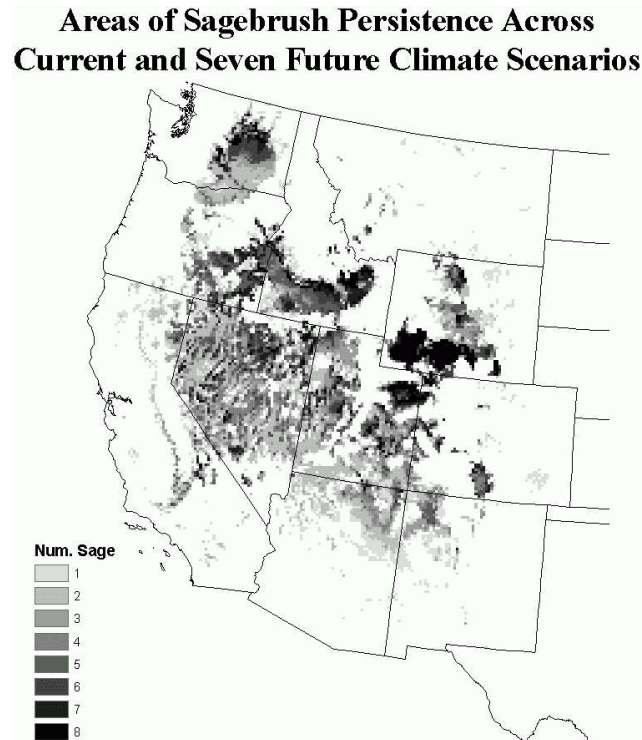 Areas of Sagebrush Persistence Across
Current and Seven Future Climate Scenarios
Num. Sage
1
2
3
4
5
6
7
8